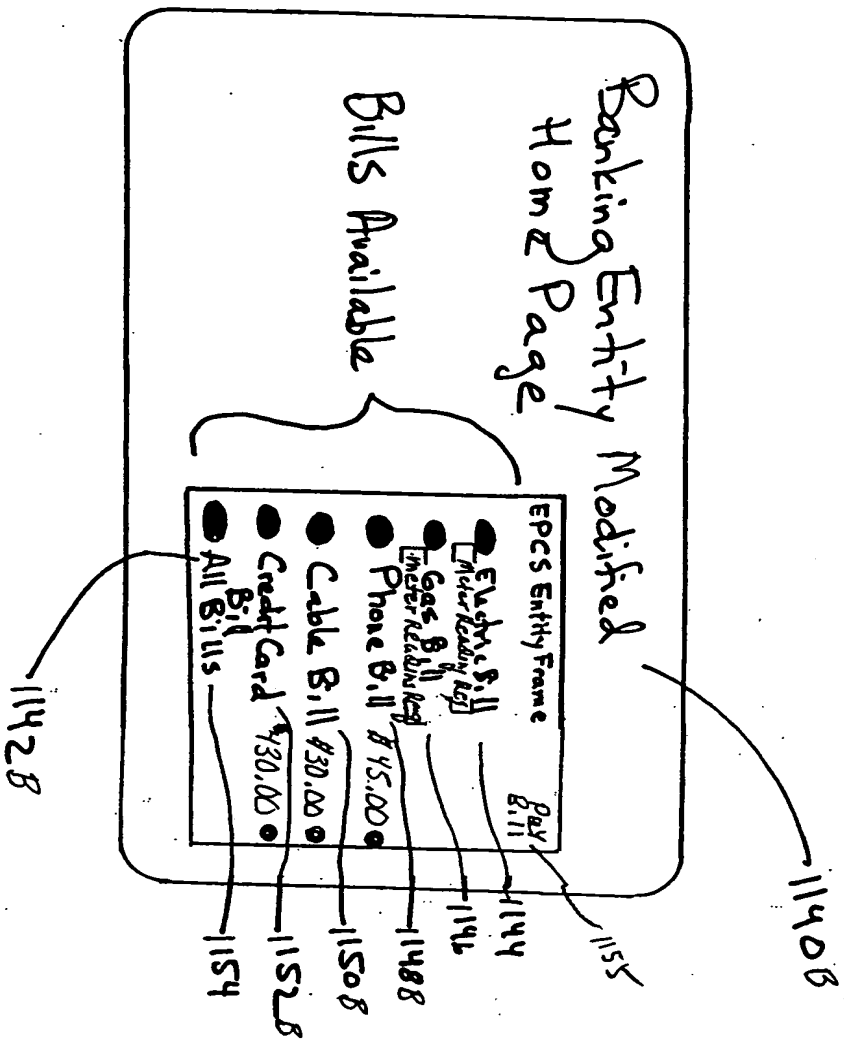 Banking Entity Modified
Home Page
Bills Available
EPCS Entity Frame
Pay
Bill
Electric Bill
Meter Reading Req
Gas Bill
Meter Reading Req
Phone Bill $45.00
Cable Bill $30.00
Credit Card $430.00
Bill
All Bills
1140B
1155
1144
1146
1148B
1150B
1152B
1154
1142B